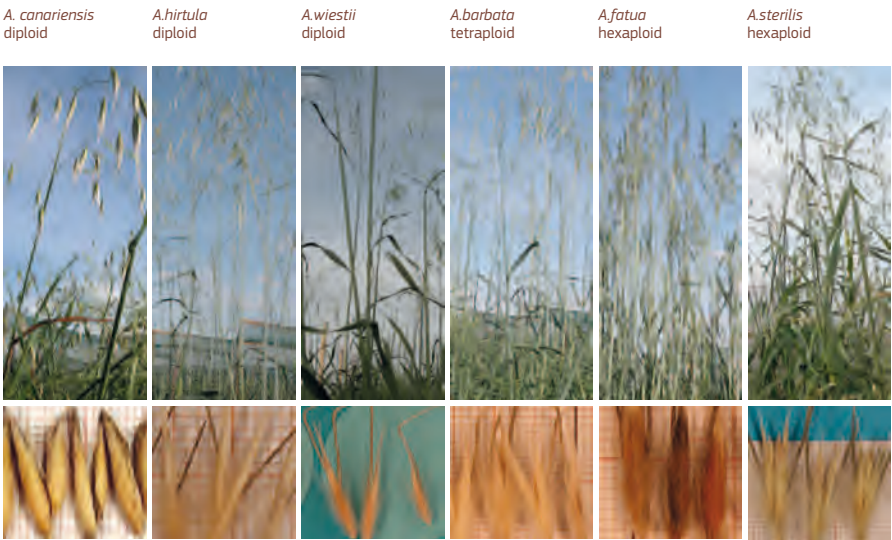 A. canariensis
diploid
A.hirtula
diploid
A.wiestii
diploid
A.barbata
tetraploid
A.fatua
hexaploid
A.sterilis
hexaploid